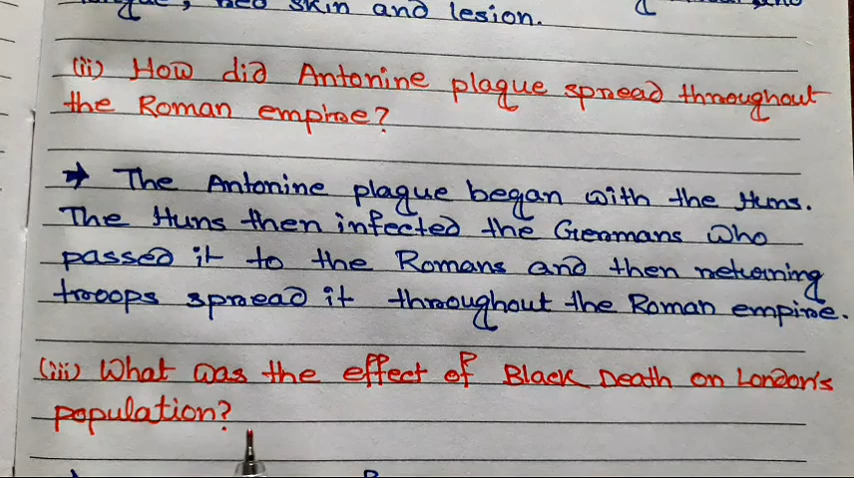 skin and lesion.
(ii) How did Antonine plaque spread throughout
the Roman empire?
→ The Antonine plaque began with the Huns.
The Huns then infected the Germans who
passed it to the Romans and then returning
troops spread it throughout the Roman empire.
(iii) What was the effect of Black Death on London's
population?